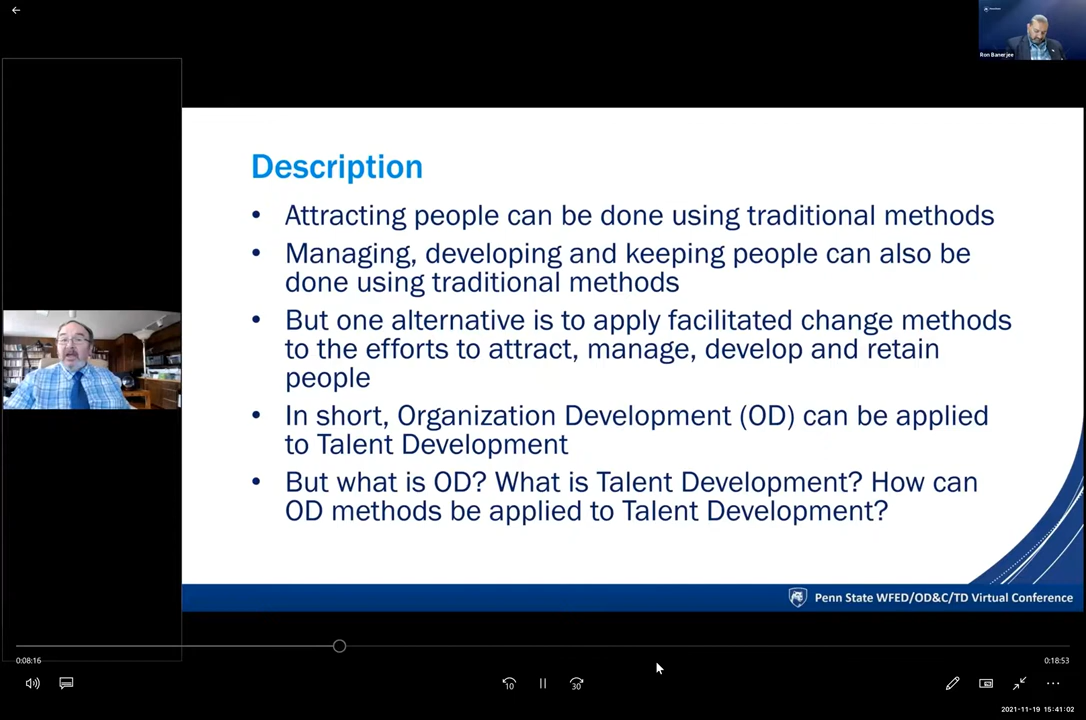 Ron Banerjee
Description
• Attracting people can be done using traditional methods
• Managing, developing and keeping people can also be
done using traditional methods
• But one alternative is to apply facilitated change methods
to the efforts to attract, manage, develop and retain
people
• In short, Organization Development (OD) can be applied
to Talent Development
• But what is OD? What is Talent Development? How can
OD methods be applied to Talent Development?
Penn State WFED/OD&C/TD Virtual Conference
0:08:16
0:18:53
10
30
2021-11-19 15:41:02